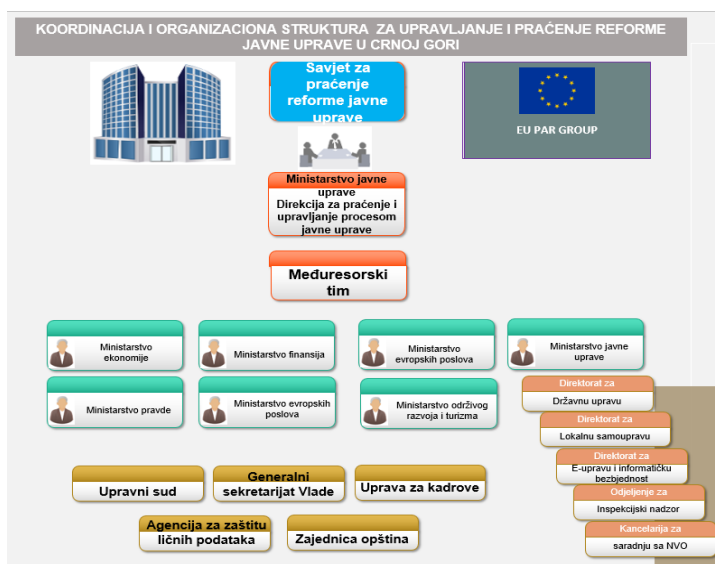 KOORDINACIJA I ORGANIZACIONA STRUKTURA ZA UPRAVLJANJE I PRAĆENJE REFORME
JAVNE UPRAVE U CRNOJ GORI
Savjet za
praćenje
reforme javne
uprave
EU PAR GROUP
Ministarstvo javne
uprave
Direkcija za praćenje i
upravljanje procesom
javne uprave
Međuresorski
tim
Ministarstvo
ekonomije
Ministarstvo finansija
Ministarstvo
evropskih poslova
Ministarstvo javne
uprave
Ministarstvo pravde
Ministarstvo evropskih
poslova
Ministarstvo održivog
razvoja i turizma
Direktorat za
Državnu upravu
Direktorat za
Lokalnu samoupravu
Direktorat za
E-upravu i informatičku
bezbjednost
Odjeljenje za
Inspekcijski nadzor
Kancelarija za
saradnju sa NVO
Upravni sud
Generalni
sekretarijat Vlade
Uprava za kadrove
Agencija za zaštitu
ličnih podataka
Zajednica opština